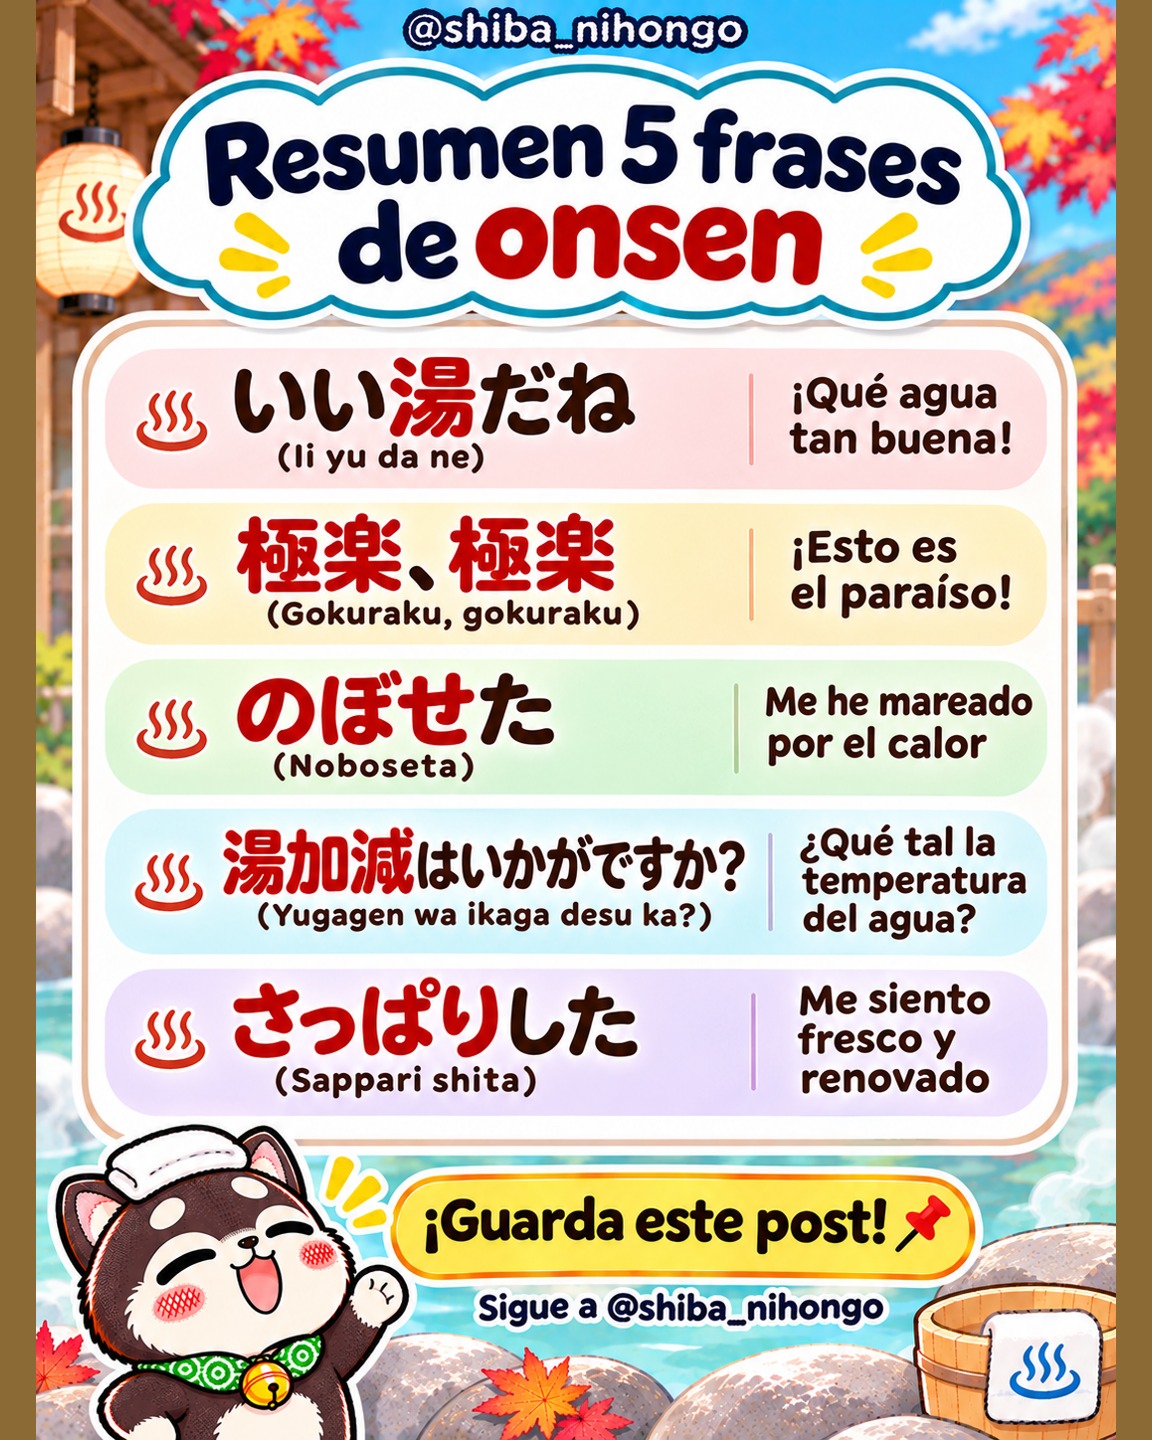 @shiba_nihongo
Resumen 5 frases
de onsen
いい湯だね
(Ii yu da ne)
¡Qué agua
tan buena!
極楽、極楽
(Gokuraku, gokuraku)
¡Esto es
el paraíso!
のぼせた
(Noboseta)
Me he mareado
por el calor
湯加減はいかがですか?
(Yugagen wa ikaga desu ka?)
¿Qué tal la
temperatura
del agua?
さっぱりした
(Sappari shita)
Me siento
fresco y
renovado
¡Guarda este post!
Sigue a @shiba_nihongo